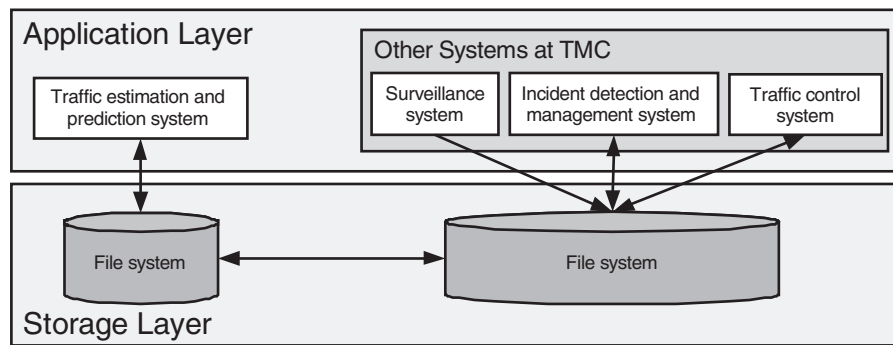 Application Layer
Other Systems at TMC
Traffic estimation and
prediction system
Surveillance
system
Incident detection and
management system
Traffic control
system
File system
File system
Storage Layer